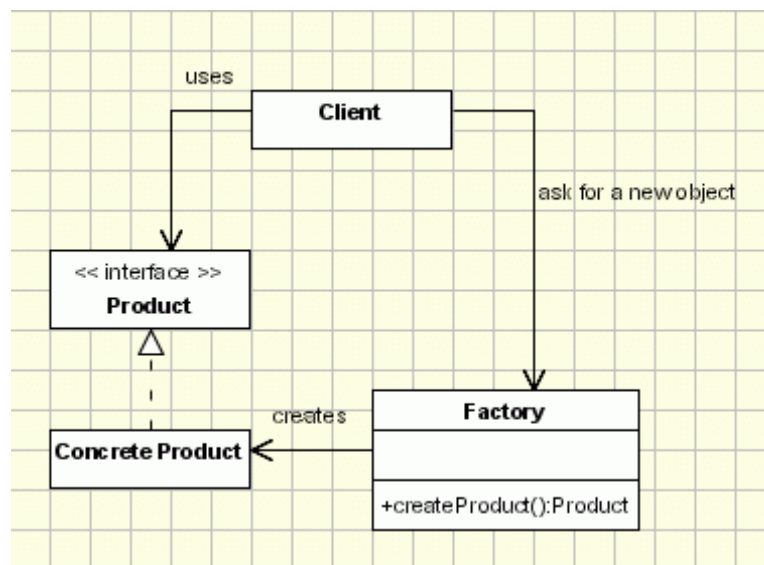 uses
Client
ask for a new object
<< interface >>
Product
creates
Factory
Concrete Product
+createProduct():Product